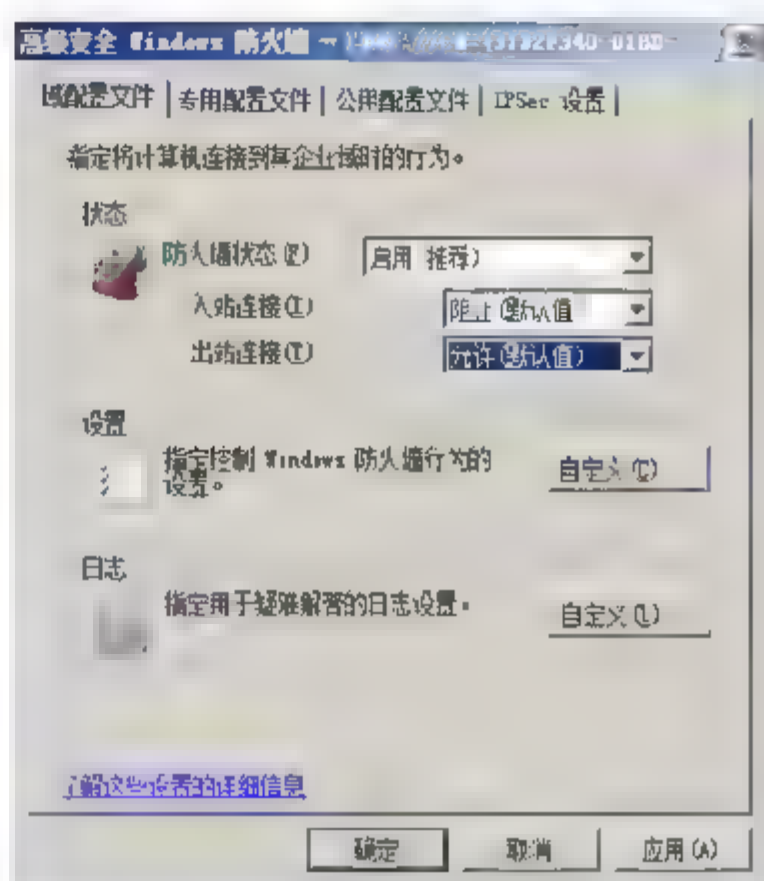 高级安全 Windows 防火墙 -
域配置文件 | 专用配置文件 | 公用配置文件 | IPSec 设置 |
指定将计算机连接到其企业域时的行为。
状态
防火墙状态(F)
启用 推荐)
入站连接(I)
阻止(默认值
出站连接(T)
允许(默认值)
设置
指定控制 Windows 防火墙行为的
设置。
自定义(C)
日志
指定用于疑难解答的日志设置。
自定义(L)
了解这些设置的详细信息
确定
取消
应用(A)